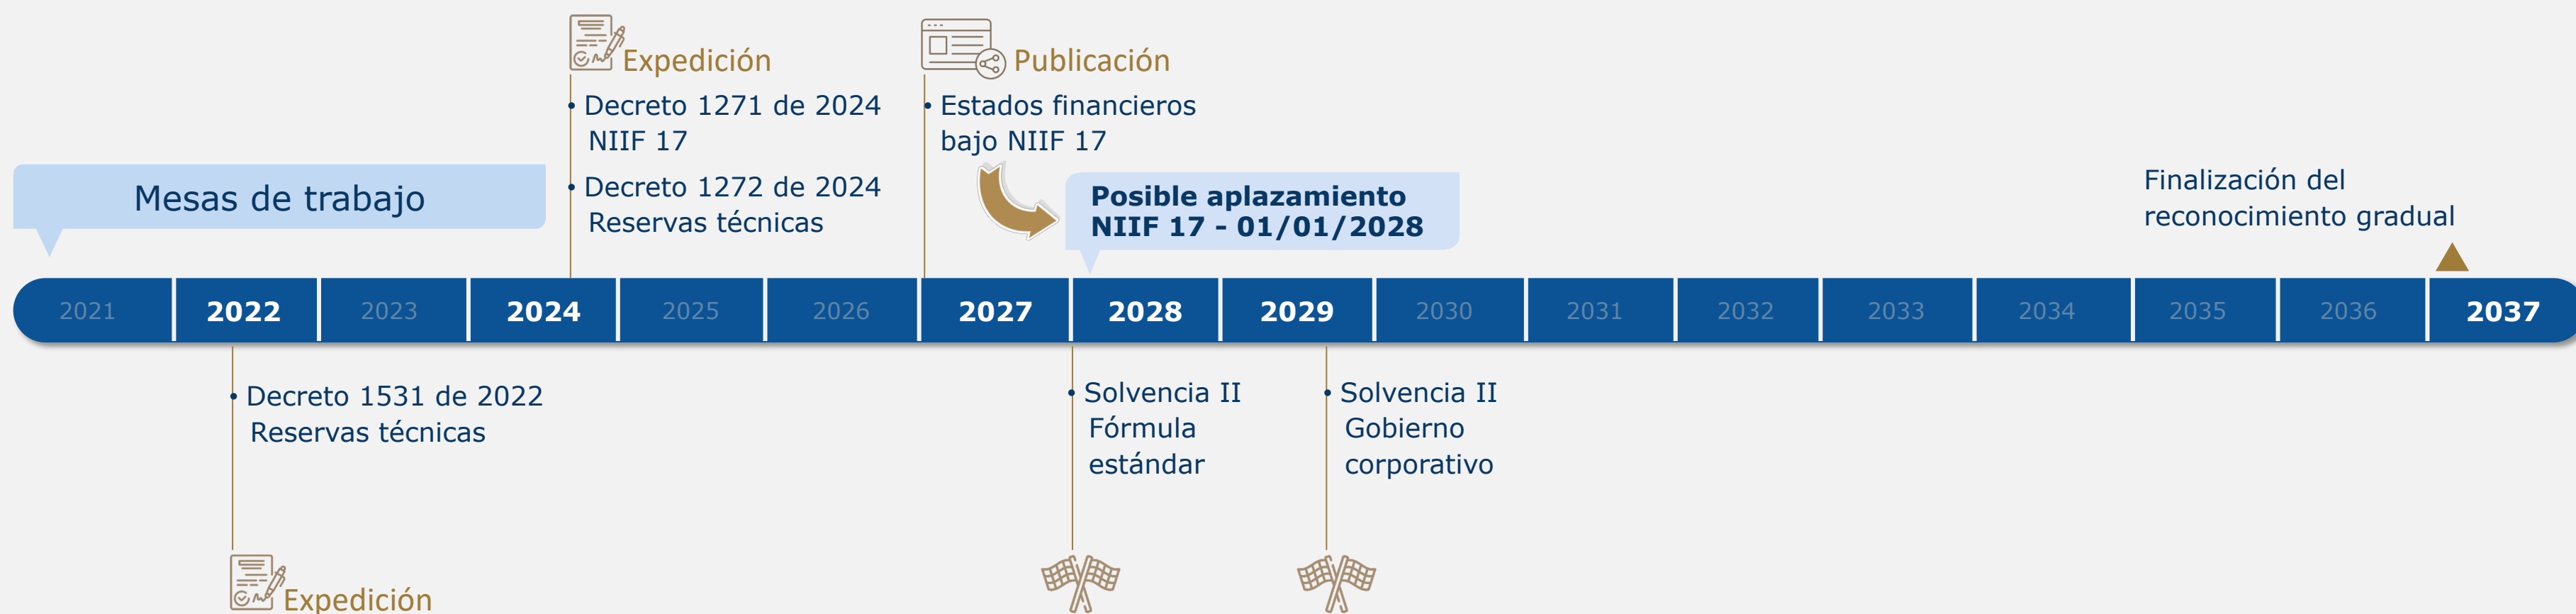 Expedición
Publicación
• Decreto 1271 de 2024
NIIF 17
• Decreto 1272 de 2024
Reservas técnicas
• Estados financieros
bajo NIIF 17
Mesas de trabajo
Posible aplazamiento
NIIF 17 - 01/01/2028
Finalización del
reconocimiento gradual
2021 2022 2023 2024 2025 2026 2027 2028 2029 2030 2031 2032 2033 2034 2035 2036 2037
• Decreto 1531 de 2022
Reservas técnicas
• Solvencia II
Fórmula
estándar
• Solvencia II
Gobierno
corporativo
Expedición